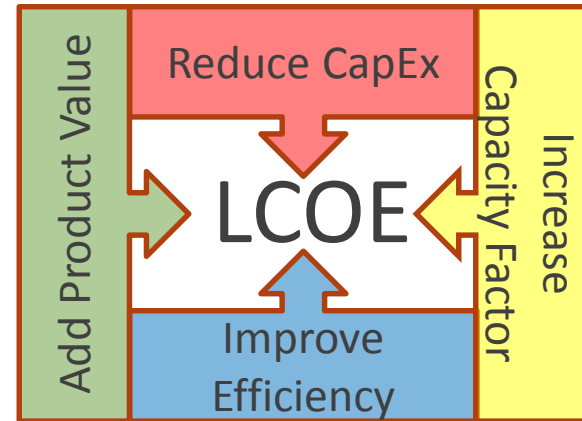 Add Product Value
Reduce CapEx
LCOE
Improve
Efficiency
Increase
Capacity Factor